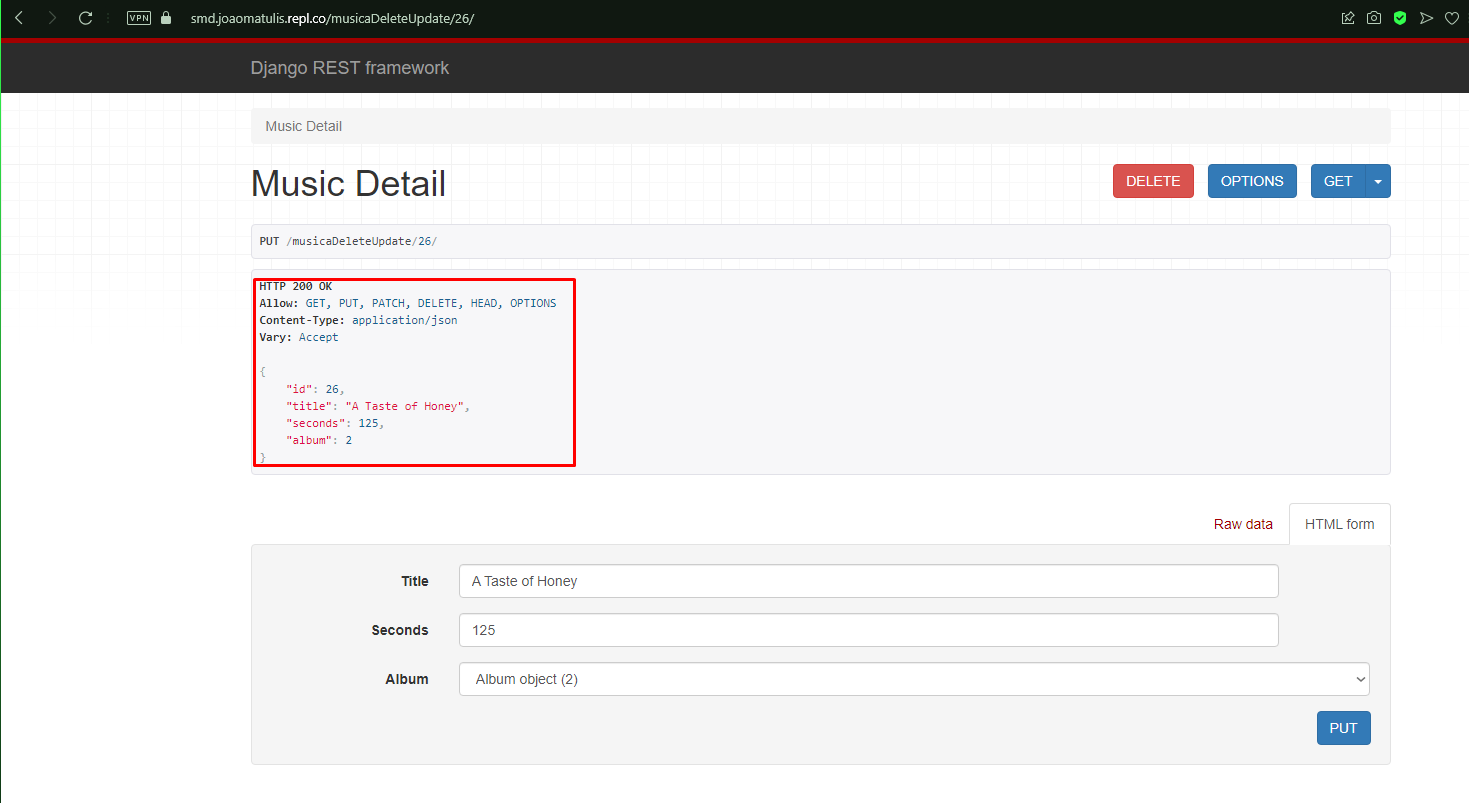 VPN smd.joaomatulis.repl.co/musicaDeleteUpdate/26/
Django REST framework
Music Detail
Music Detail
DELETE
OPTIONS
GET
PUT /musicaDeleteUpdate/26/
HTTP 200 OK
Allow: GET, PUT, PATCH, DELETE, HEAD, OPTIONS
Content-Type: application/json
Vary: Accept
{
"id": 26,
"title": "A Taste of Honey",
"seconds": 125,
"album": 2
}
Raw data
HTML form
Title A Taste of Honey
Seconds 125
Album Album object (2)
PUT